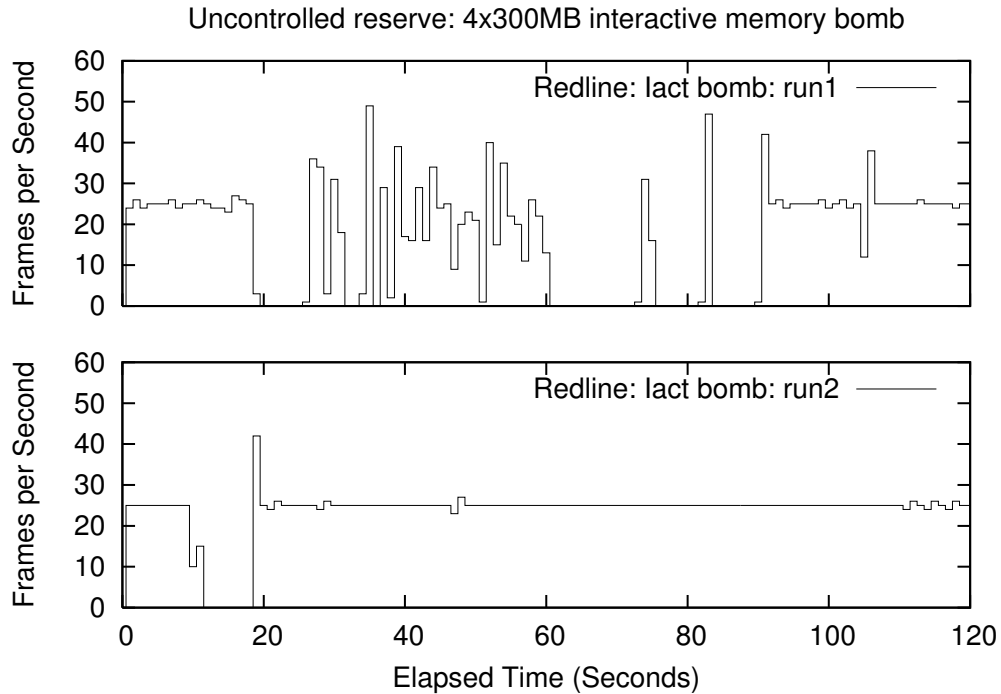 Uncontrolled reserve: 4x300MB interactive memory bomb
Frames per Second
60
50
40
30
20
10
0
Redline: Iact bomb: run1
Frames per Second
60
50
40
30
20
10
0
Redline: Iact bomb: run2
0 20 40 60 80 100 120
Elapsed Time (Seconds)